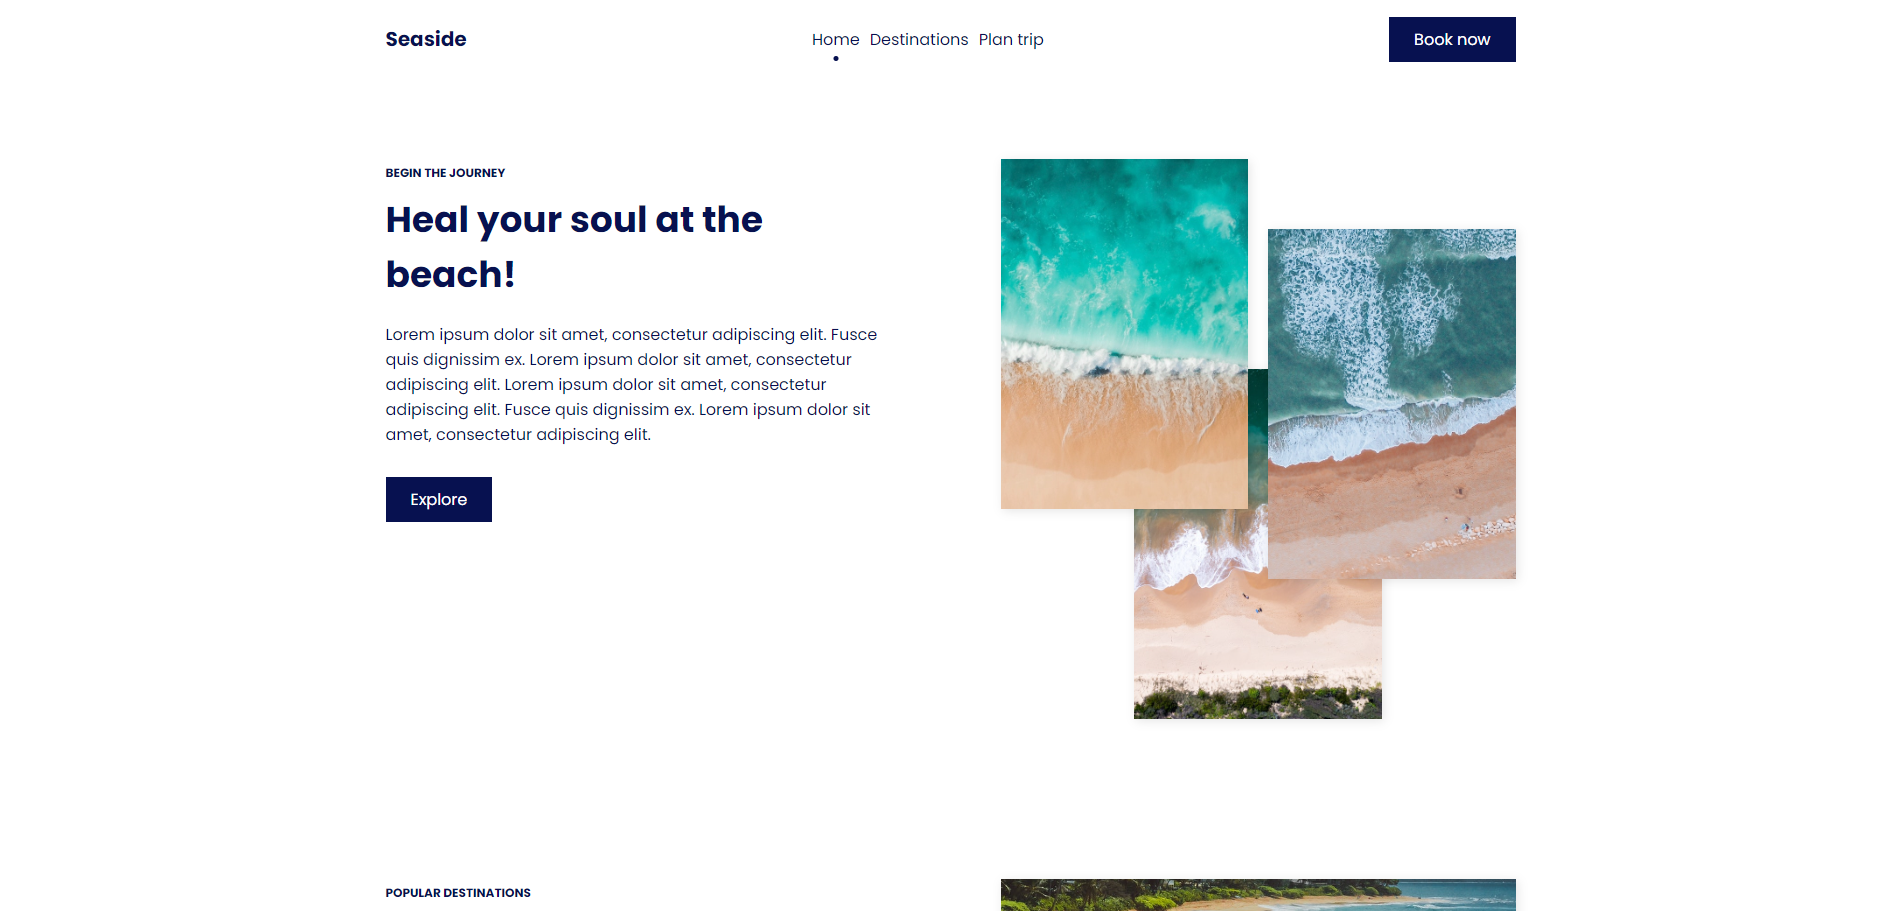 Seaside
Home Destinations Plan trip
Book now
BEGIN THE JOURNEY
Heal your soul at the
beach!
Lorem ipsum dolor sit amet, consectetur adipiscing elit. Fusce
quis dignissim ex. Lorem ipsum dolor sit amet, consectetur
adipiscing elit. Lorem ipsum dolor sit amet, consectetur
adipiscing elit. Fusce quis dignissim ex. Lorem ipsum dolor sit
amet, consectetur adipiscing elit.
Explore
POPULAR DESTINATIONS